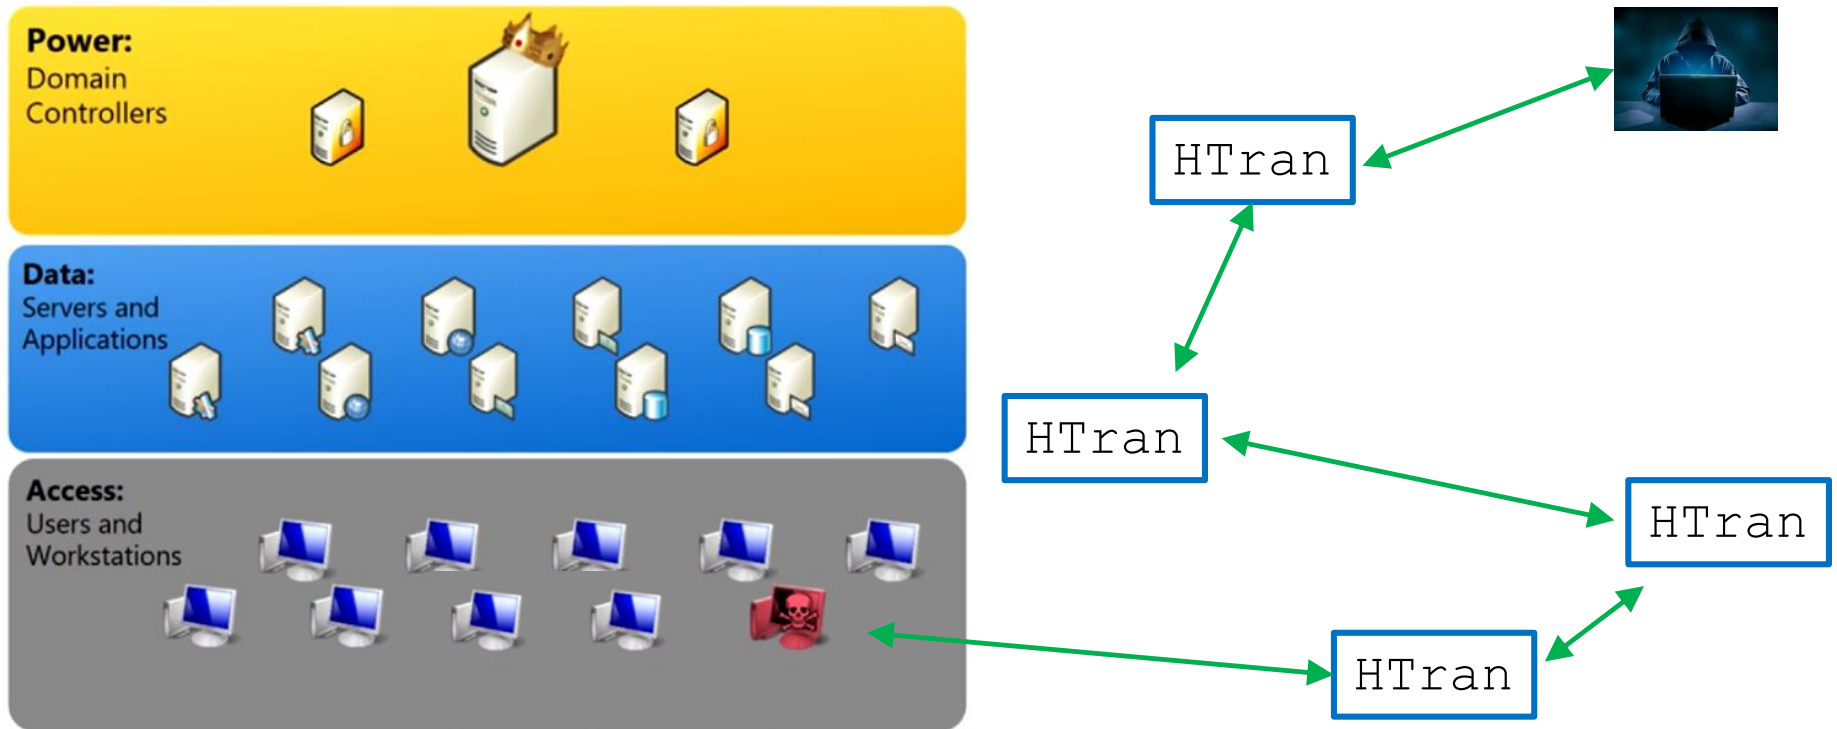 Power:
Domain
Controllers
Data:
Servers and
Applications
Access:
Users and
Workstations
HTran
HTran
HTran
HTran